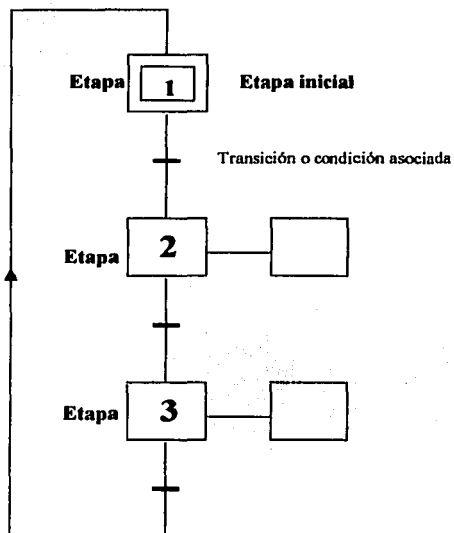 Etapa 1 Etapa inicial
Transición o condición asociada
Etapa 2
Etapa 3